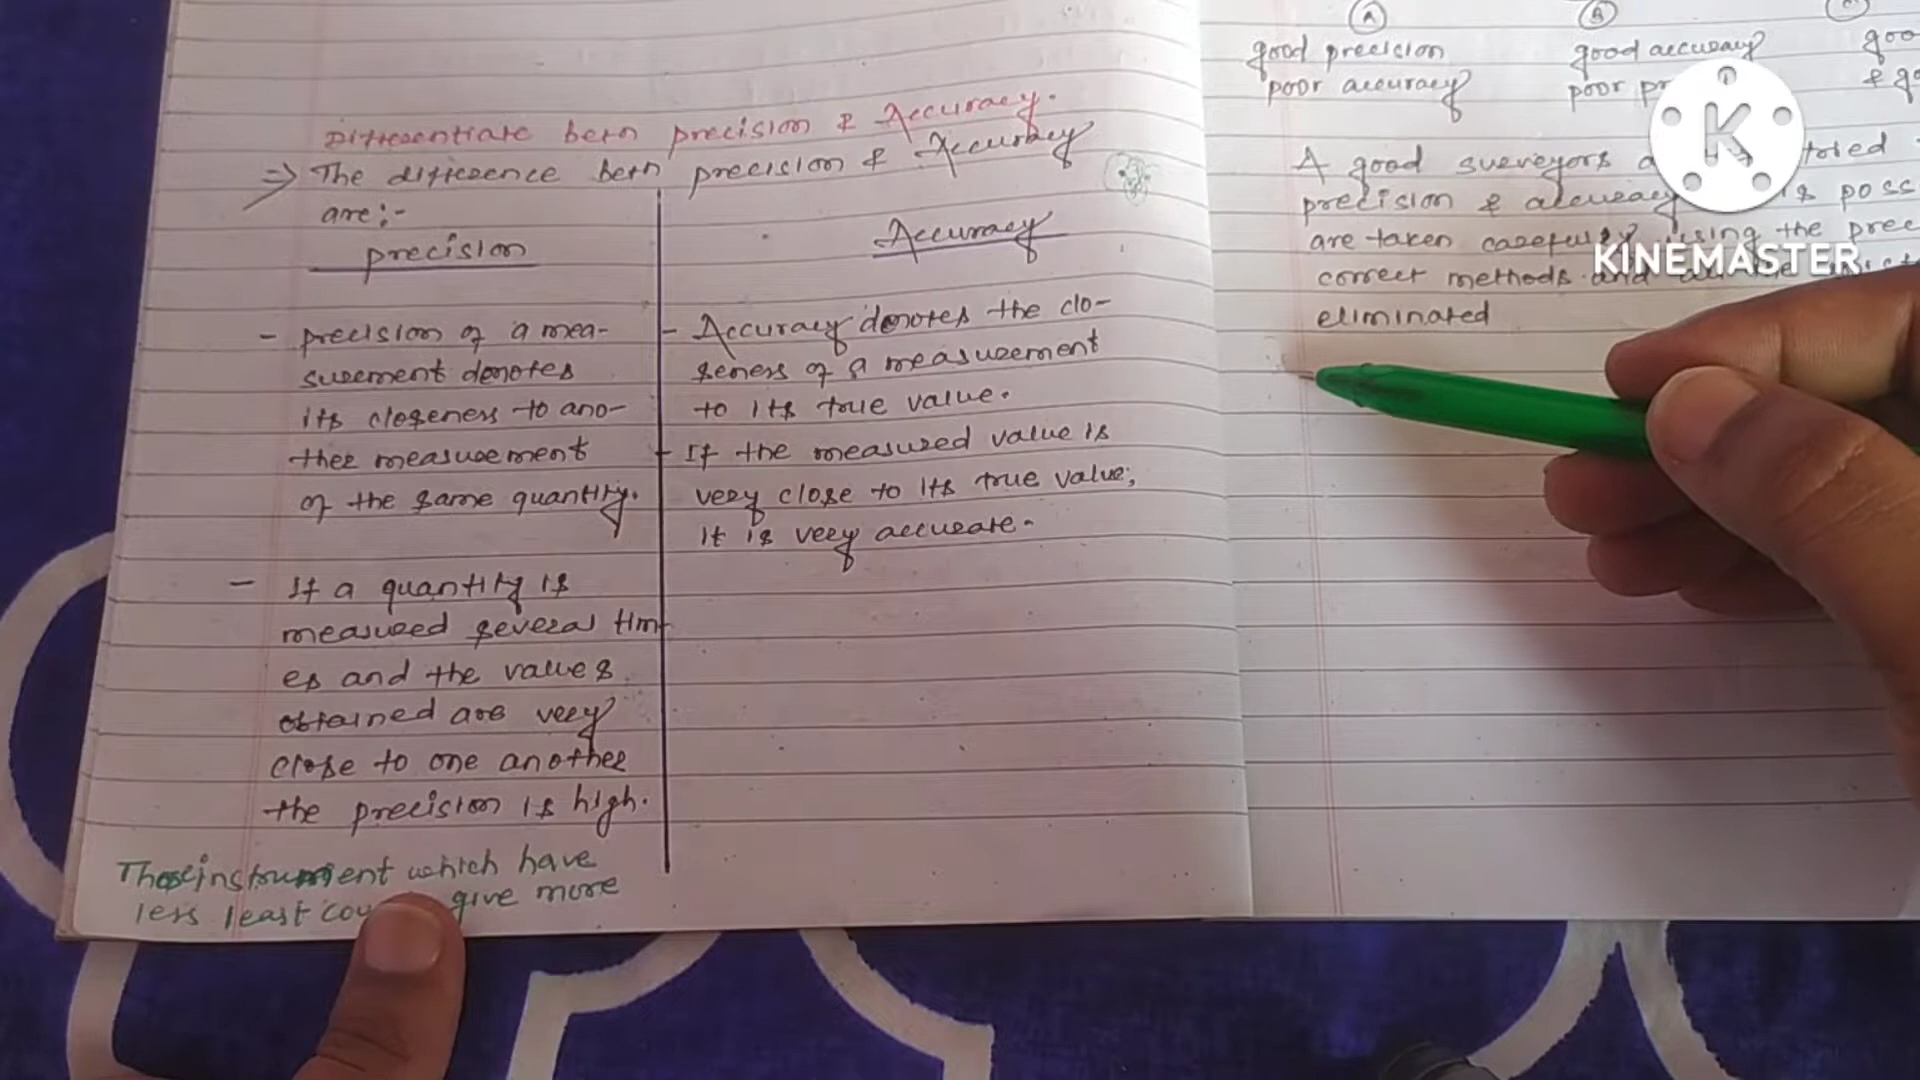 Differentiate betn precision & Accuracy.
=> The difference betn precision & Accuracy
are:-
precision
- precision of a mea-
surement denotes
its closeness to ano-
ther measurement
of the same quantity.
- If a quantity is
measured several tim-
es and the values
obtained are very
close to one another
the precision is high.
Those instrument which have
less least give more
Accuracy
- Accuracy denotes the clo-
seness of a measurement
to its true value.
- If the measured value is
very close to its true value,
it is very accurate.
A B C
good precision good accuracy
poor accuracy poor
A good surveyors
precision & accuracy is
are taken carefully using the
correct methods and
eliminated
K
KINEMASTER